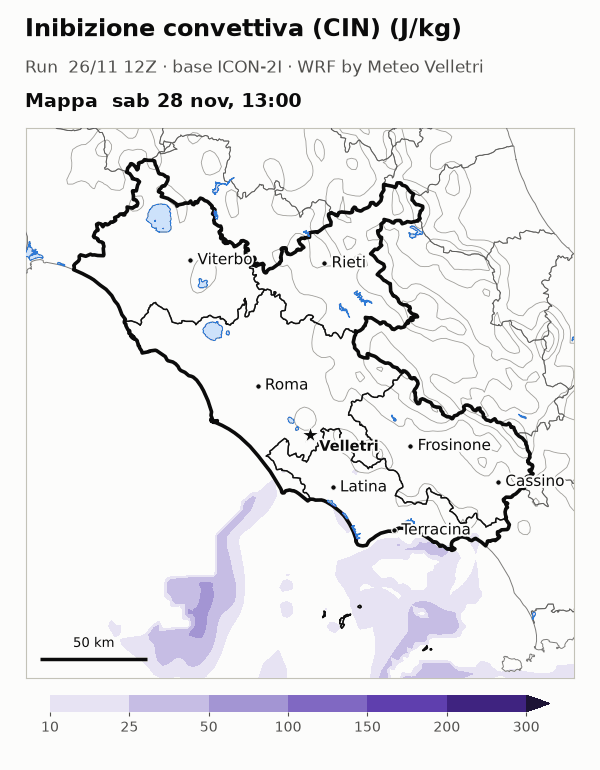 Inibizione convettiva (CIN) (J/kg)
Run  26/11 12Z · base ICON-2I · WRF by Meteo Velletri
Mappa  sab 28 nov, 13:00
Viterbo
Rieti
Roma
Velletri
Frosinone
Cassino
Latina
Terracina
50 km
10 25 50 100 150 200 300